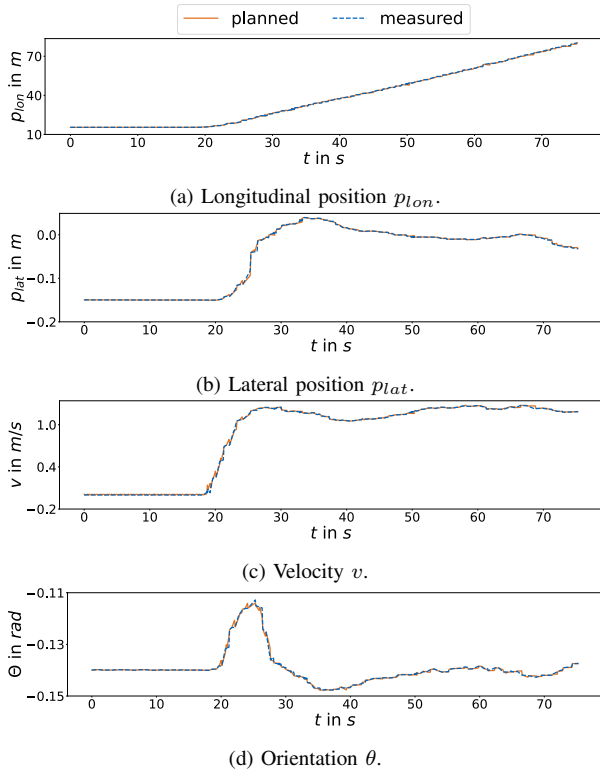 planned measured
70
40
10
p_lon in m
0 10 20 30 40 50 60 70
t in s
(a) Longitudinal position p_lon.
0.0
−0.1
−0.2
p_lat in m
0 10 20 30 40 50 60 70
t in s
(b) Lateral position p_lat.
1.0
0.4
−0.2
v in m/s
0 10 20 30 40 50 60 70
t in s
(c) Velocity v.
−0.11
−0.13
−0.15
Θ in rad
0 10 20 30 40 50 60 70
t in s
(d) Orientation θ.